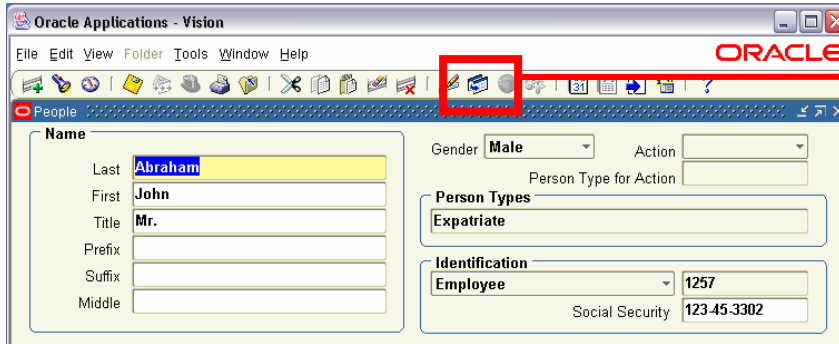 Oracle Applications - Vision
File Edit View Folder Tools Window Help
ORACLE
31 ?
People
Name
Last Abraham
First John
Title Mr.
Prefix
Suffix
Middle
Gender Male Action
Person Type for Action
Person Types
Expatriate
Identification
Employee 1257
Social Security 123-45-3302